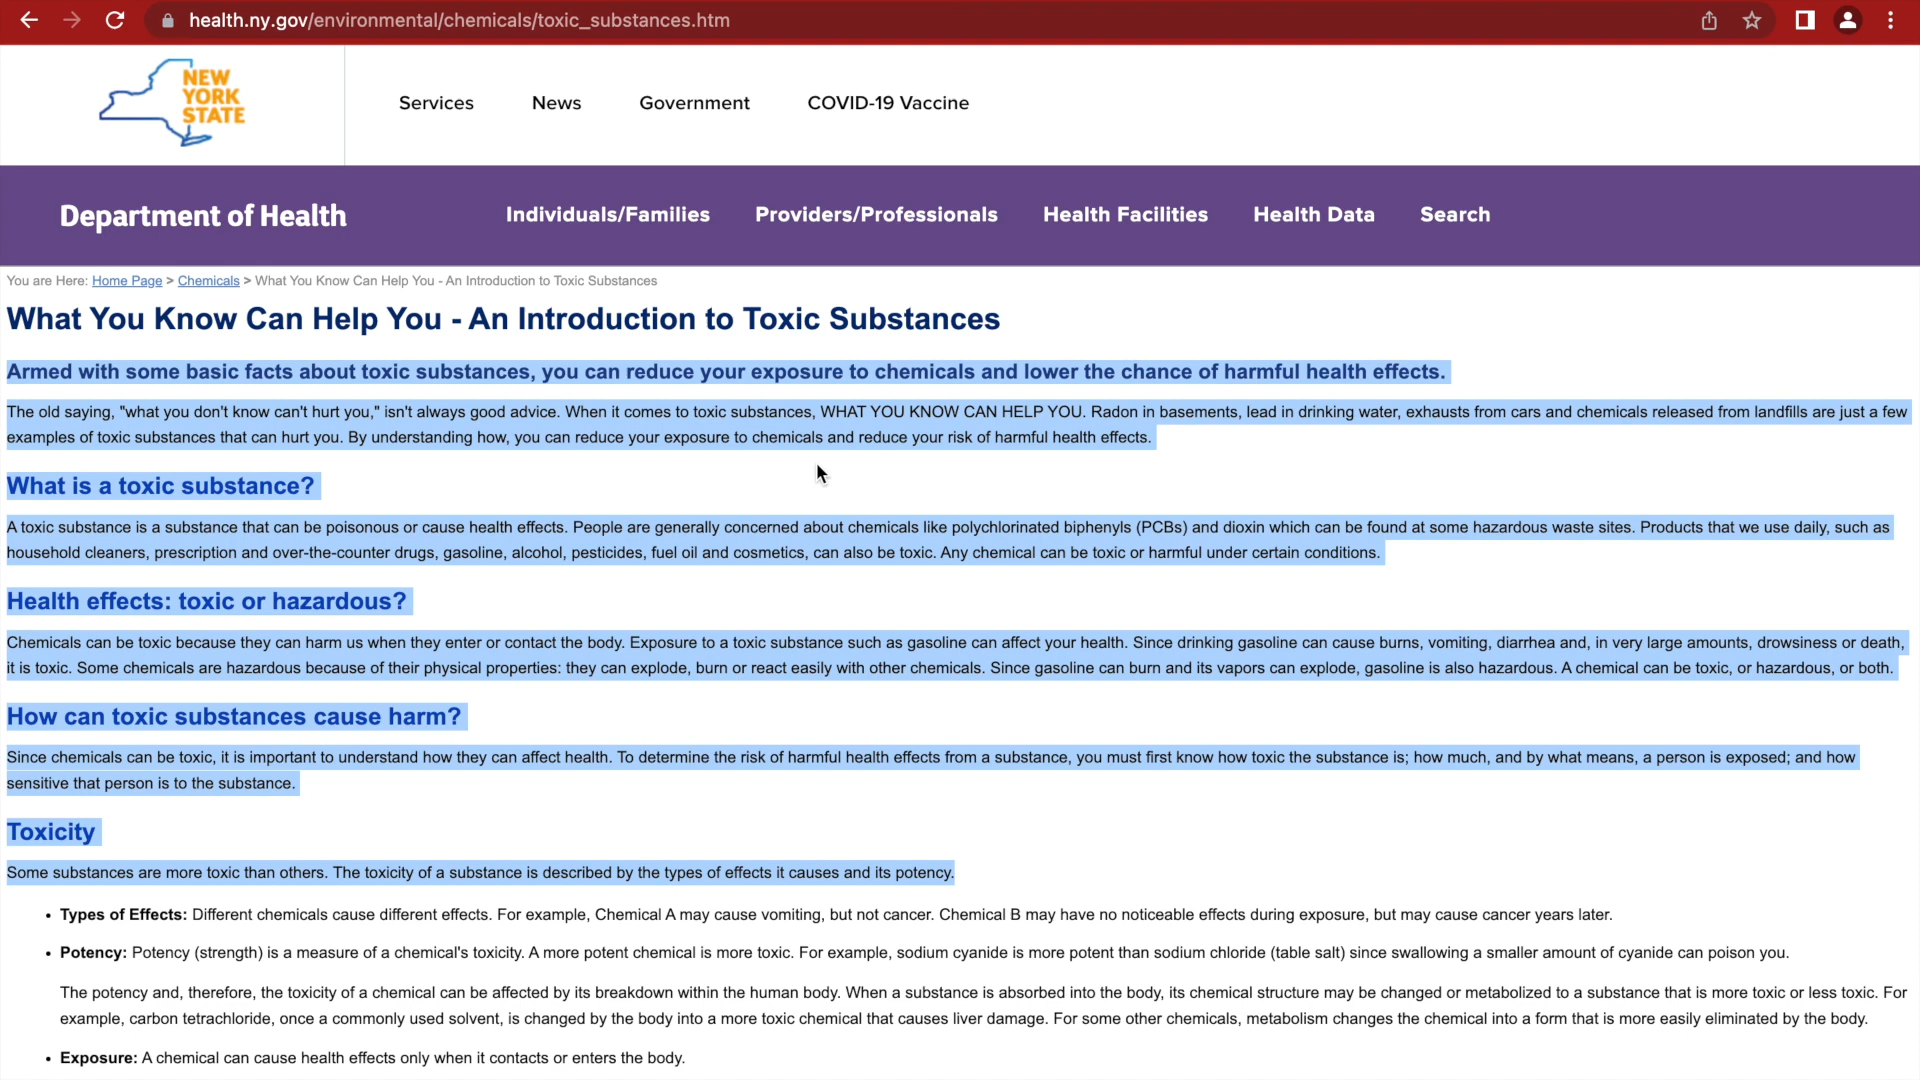 health.ny.gov/environmental/chemicals/toxic_substances.htm
NEW
YORK
STATE
Services News Government COVID-19 Vaccine
Department of Health Individuals/Families Providers/Professionals Health Facilities Health Data Search
You are Here: Home Page > Chemicals > What You Know Can Help You - An Introduction to Toxic Substances
What You Know Can Help You - An Introduction to Toxic Substances
Armed with some basic facts about toxic substances, you can reduce your exposure to chemicals and lower the chance of harmful health effects.
The old saying, "what you don't know can't hurt you," isn't always good advice. When it comes to toxic substances, WHAT YOU KNOW CAN HELP YOU. Radon in basements, lead in drinking water, exhausts from cars and chemicals released from landfills are just a few
examples of toxic substances that can hurt you. By understanding how, you can reduce your exposure to chemicals and reduce your risk of harmful health effects.
What is a toxic substance?
A toxic substance is a substance that can be poisonous or cause health effects. People are generally concerned about chemicals like polychlorinated biphenyls (PCBs) and dioxin which can be found at some hazardous waste sites. Products that we use daily, such as
household cleaners, prescription and over-the-counter drugs, gasoline, alcohol, pesticides, fuel oil and cosmetics, can also be toxic. Any chemical can be toxic or harmful under certain conditions.
Health effects: toxic or hazardous?
Chemicals can be toxic because they can harm us when they enter or contact the body. Exposure to a toxic substance such as gasoline can affect your health. Since drinking gasoline can cause burns, vomiting, diarrhea and, in very large amounts, drowsiness or death,
it is toxic. Some chemicals are hazardous because of their physical properties: they can explode, burn or react easily with other chemicals. Since gasoline can burn and its vapors can explode, gasoline is also hazardous. A chemical can be toxic, or hazardous, or both.
How can toxic substances cause harm?
Since chemicals can be toxic, it is important to understand how they can affect health. To determine the risk of harmful health effects from a substance, you must first know how toxic the substance is; how much, and by what means, a person is exposed; and how
sensitive that person is to the substance.
Toxicity
Some substances are more toxic than others. The toxicity of a substance is described by the types of effects it causes and its potency.
• Types of Effects: Different chemicals cause different effects. For example, Chemical A may cause vomiting, but not cancer. Chemical B may have no noticeable effects during exposure, but may cause cancer years later.
• Potency: Potency (strength) is a measure of a chemical's toxicity. A more potent chemical is more toxic. For example, sodium cyanide is more potent than sodium chloride (table salt) since swallowing a smaller amount of cyanide can poison you.
The potency and, therefore, the toxicity of a chemical can be affected by its breakdown within the human body. When a substance is absorbed into the body, its chemical structure may be changed or metabolized to a substance that is more toxic or less toxic. For
example, carbon tetrachloride, once a commonly used solvent, is changed by the body into a more toxic chemical that causes liver damage. For some other chemicals, metabolism changes the chemical into a form that is more easily eliminated by the body.
• Exposure: A chemical can cause health effects only when it contacts or enters the body.